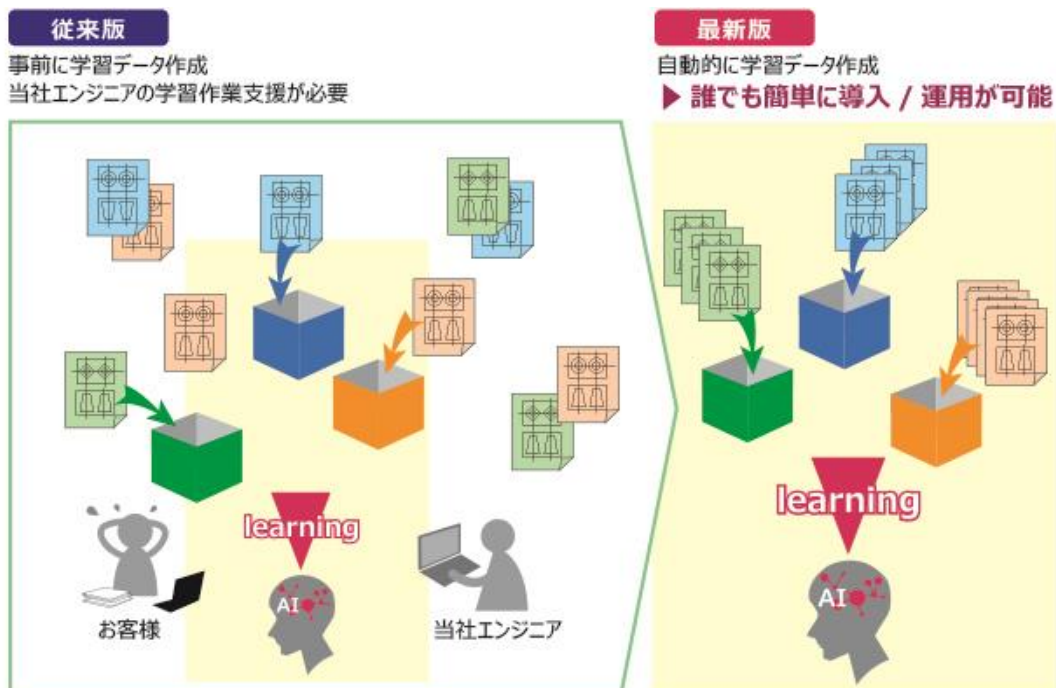 従来版
事前に学習データ作成
当社エンジニアの学習作業支援が必要
learning
AI
お客様
当社エンジニア
最新版
自動的に学習データ作成
▶ 誰でも簡単に導入 / 運用が可能
learning
AI